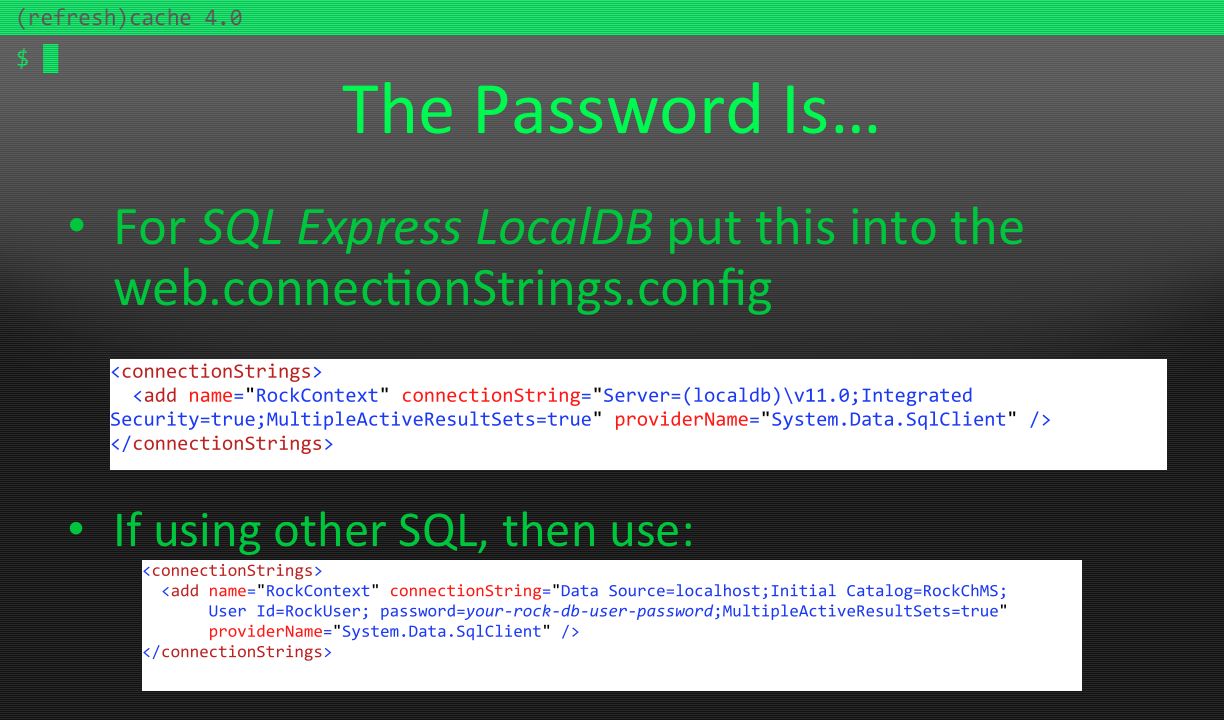 (refresh)cache 4.0
$
The Password Is...
• For SQL Express LocalDB put this into the
web.connectionStrings.config
<connectionStrings>
  <add name="RockContext" connectionString="Server=(localdb)\v11.0;Integrated
Security=true;MultipleActiveResultSets=true" providerName="System.Data.SqlClient" />
</connectionStrings>
• If using other SQL, then use:
<connectionStrings>
  <add name="RockContext" connectionString="Data Source=localhost;Initial Catalog=RockChMS;
       User Id=RockUser; password=your-rock-db-user-password;MultipleActiveResultSets=true"
       providerName="System.Data.SqlClient" />
</connectionStrings>